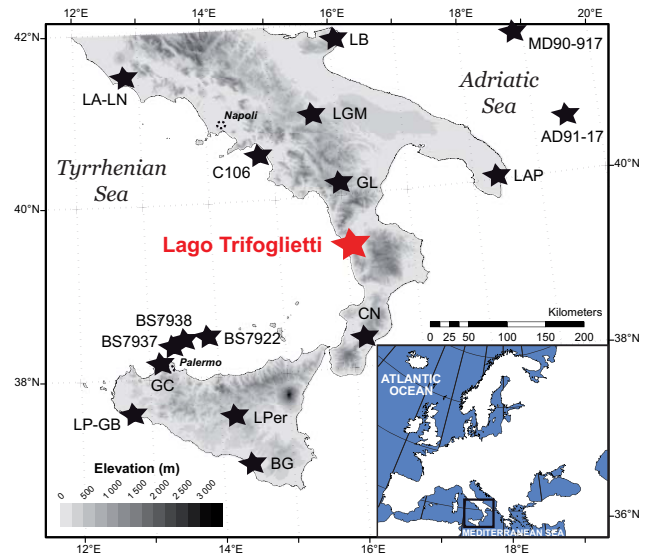 12°E 14°E 16°E 18°E 20°E
42°N
LB
MD90-917
LA-LN
Adriatic
Sea
Napoli
LGM
AD91-17
Tyrrhenian
Sea
C106
GL
LAP
40°N
40°N
Lago Trifoglietti
CN
Kilometers
0 25 50 100 150 200
BS7938
BS7937
BS7922
Palermo
38°N
GC
38°N
ATLANTIC
OCEAN
LP-GB
LPer
BG
Elevation (m)
0 500 1 000 1 500 2 000 2 500 3 000
MEDITERRANEAN SEA
36°N
12°E 14°E 16°E 18°E